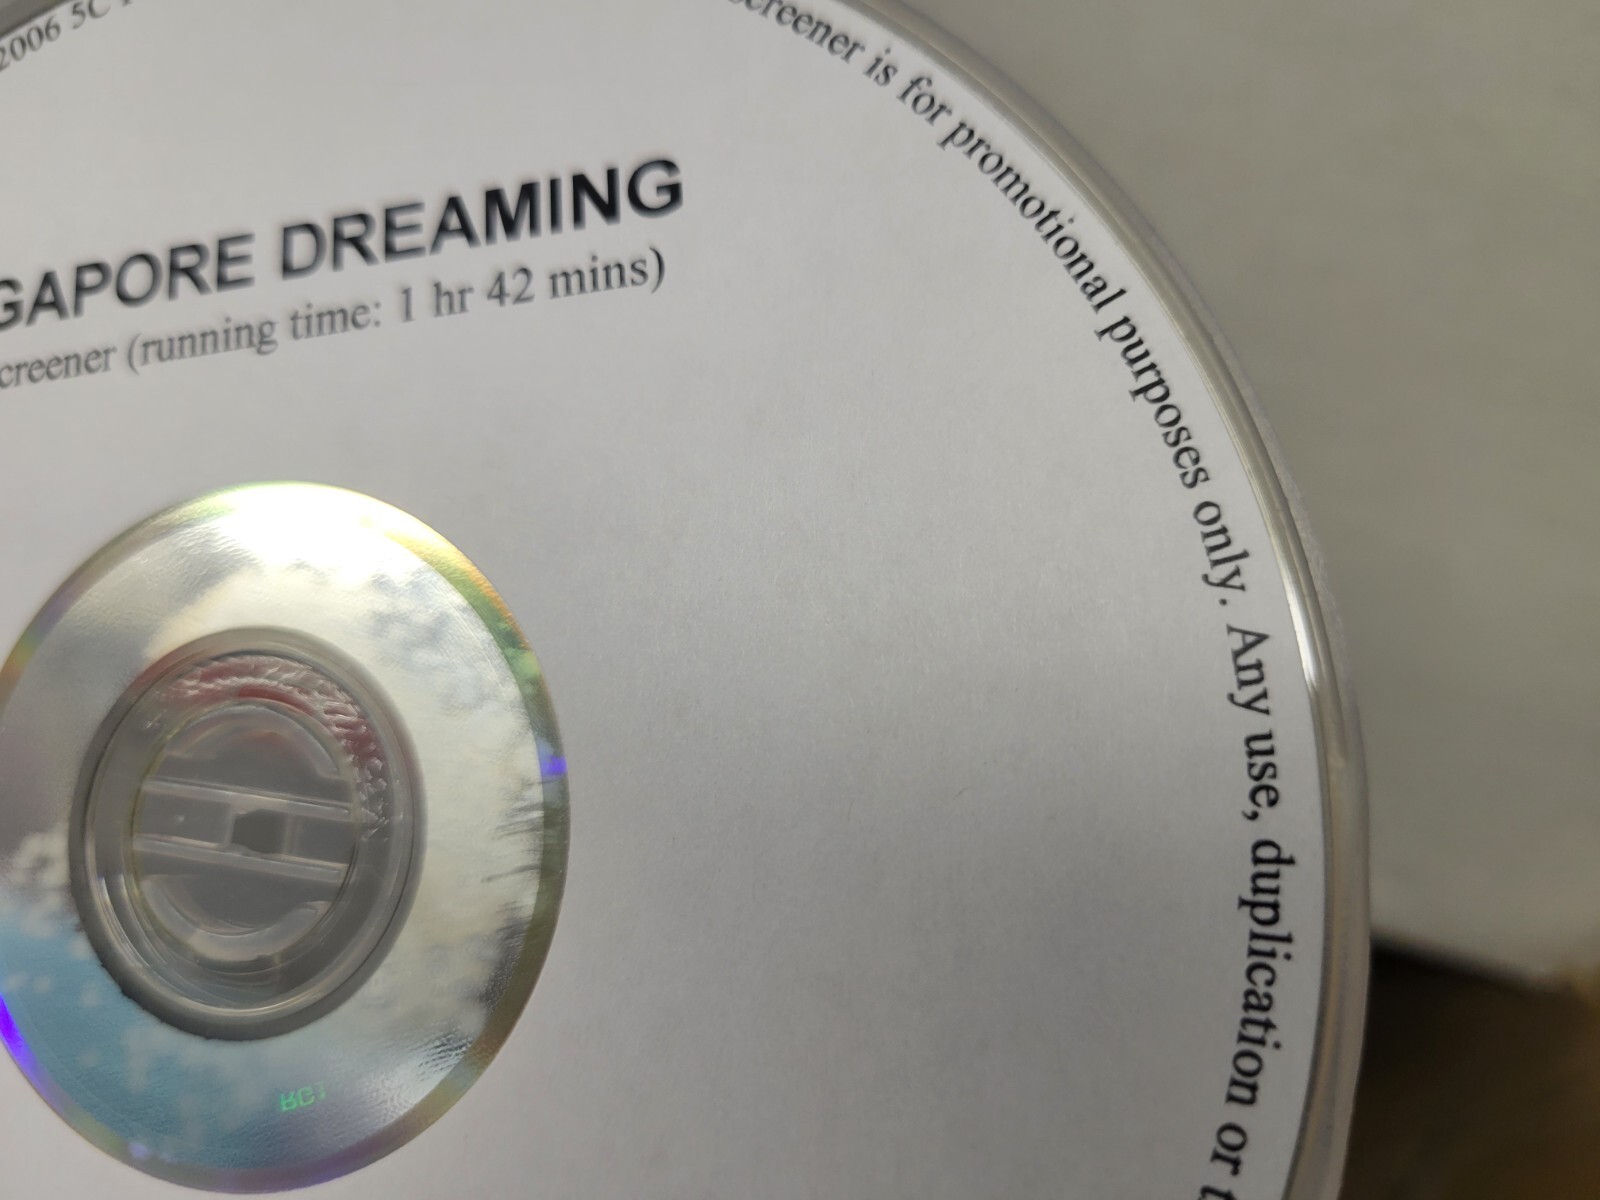 2006 5C
GAPORE DREAMING
creener (running time: 1 hr 42 mins)
creener is for promotional purposes only. Any use, duplication or t